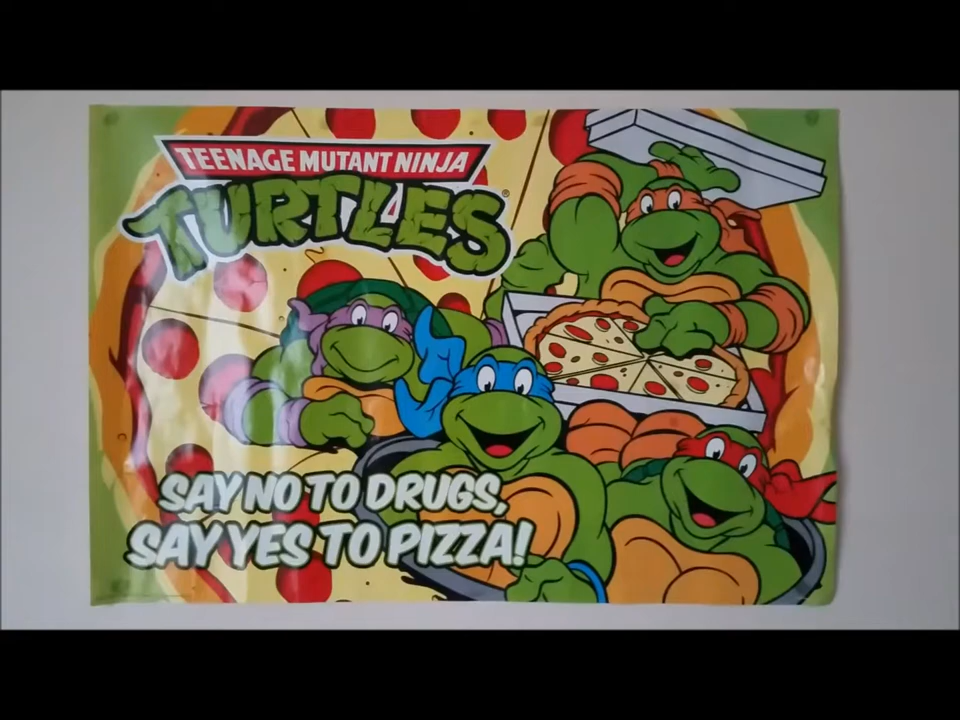 TEENAGE MUTANT NINJA
TURTLES
SAY NO TO DRUGS,
SAY YES TO PIZZA!